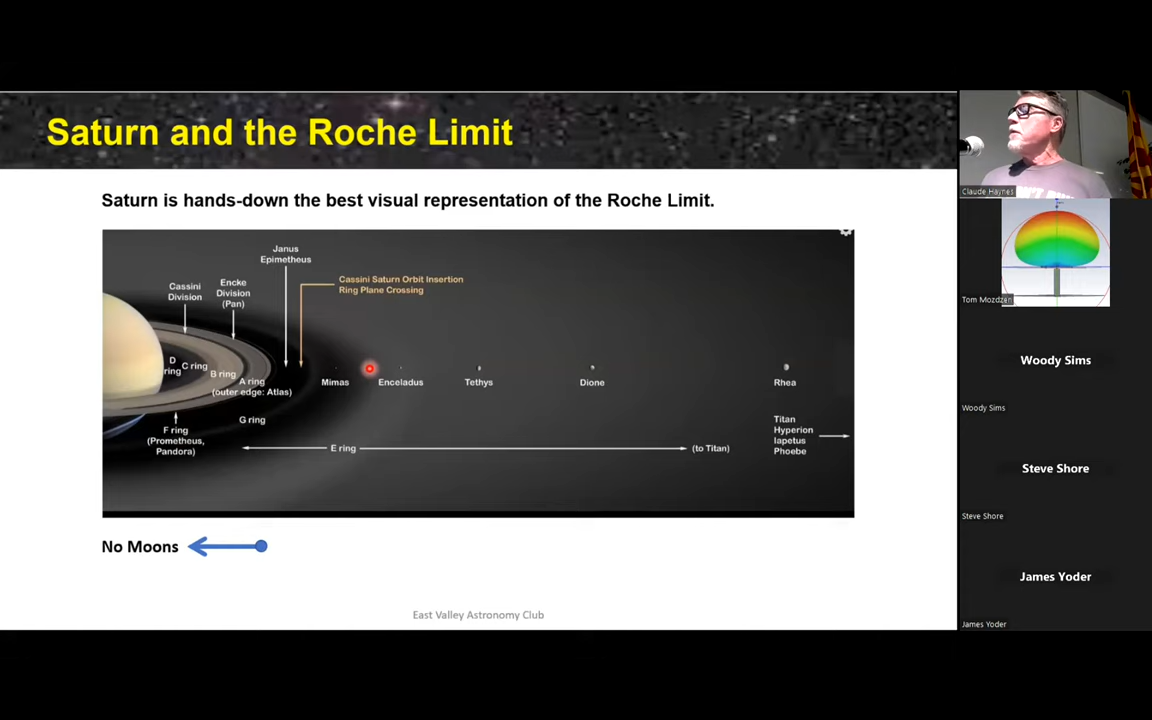 Saturn and the Roche Limit
Saturn is hands-down the best visual representation of the Roche Limit.
Janus
Epimetheus
Cassini Saturn Orbit Insertion
Ring Plane Crossing
Cassini
Division
Encke
Division
(Pan)
D
ring
C ring
B ring
A ring
(outer edge: Atlas)
Mimas
Enceladus
Tethys
Dione
Rhea
G ring
F ring
(Prometheus,
Pandora)
E ring
(to Titan)
Titan
Hyperion
Iapetus
Phoebe
No Moons
East Valley Astronomy Club
Claude Haynes
Tom Mozdzen
Woody Sims
Woody Sims
Steve Shore
Steve Shore
James Yoder
James Yoder